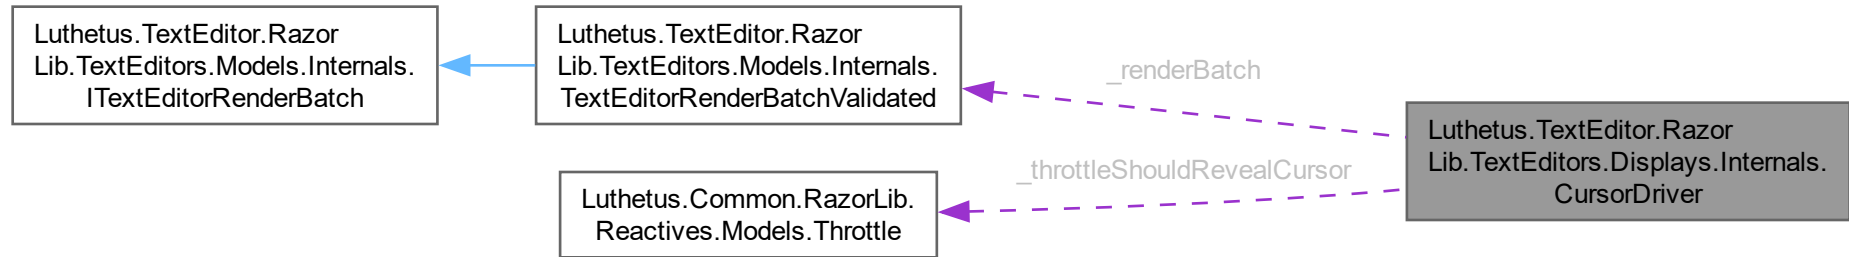 Luthetus.TextEditor.Razor
Lib.TextEditors.Models.Internals.
ITextEditorRenderBatch
Luthetus.TextEditor.Razor
Lib.TextEditors.Models.Internals.
TextEditorRenderBatchValidated
_renderBatch
Luthetus.TextEditor.Razor
Lib.TextEditors.Displays.Internals.
CursorDriver
_throttleShouldRevealCursor
Luthetus.Common.RazorLib.
Reactives.Models.Throttle